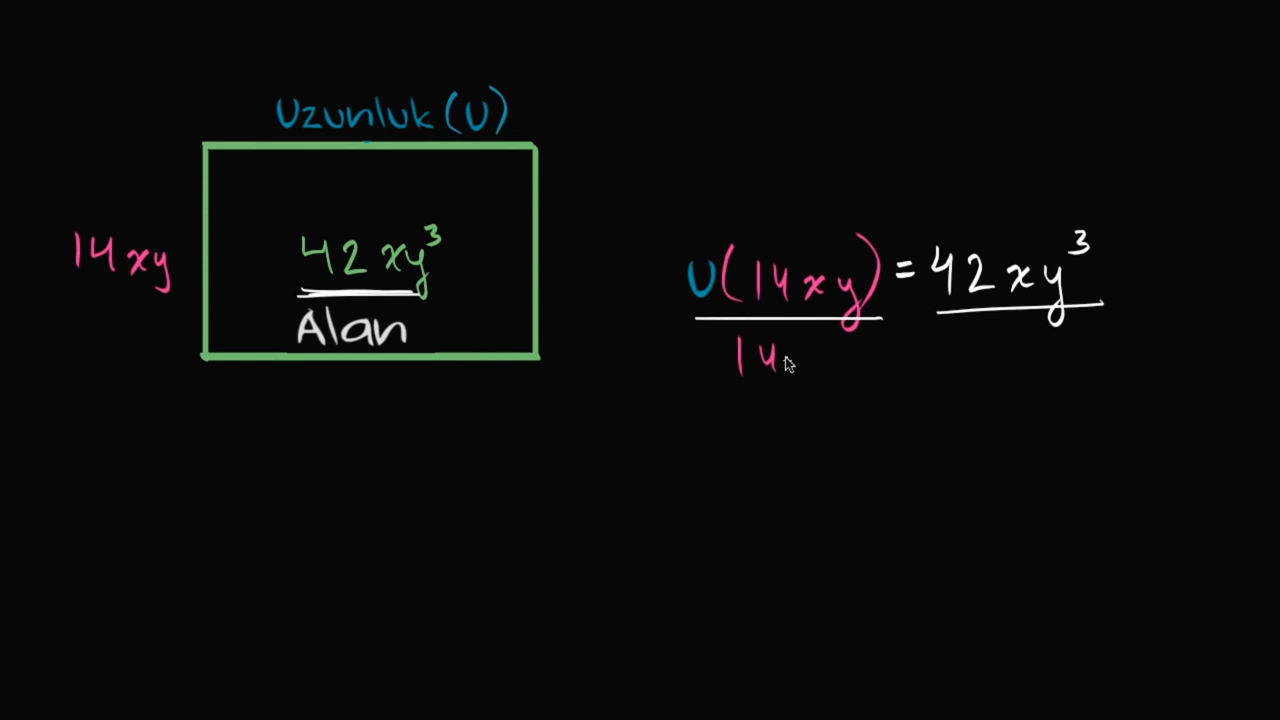 Uzunluk (U)
14xy
42xy³
Alan
U(14xy) = 42xy³
14